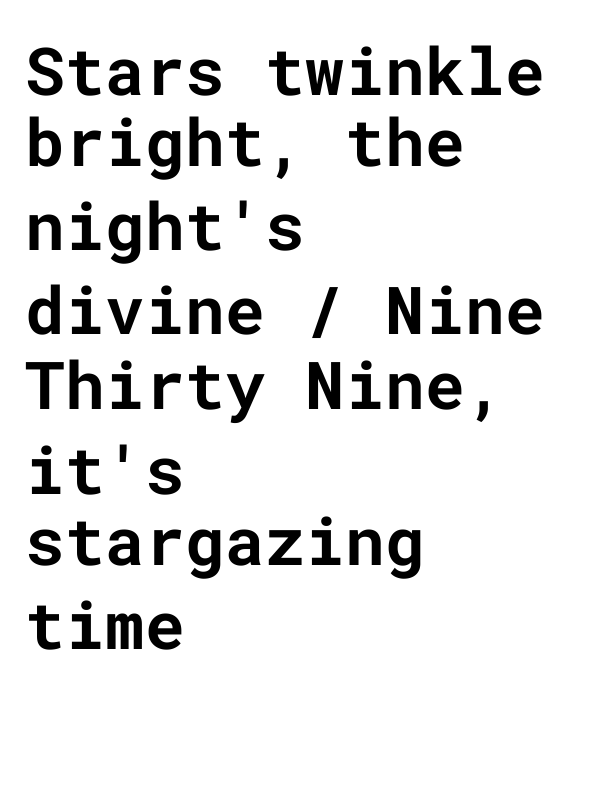 Stars twinkle
bright, the
night's
divine / Nine
Thirty Nine,
it's
stargazing
time